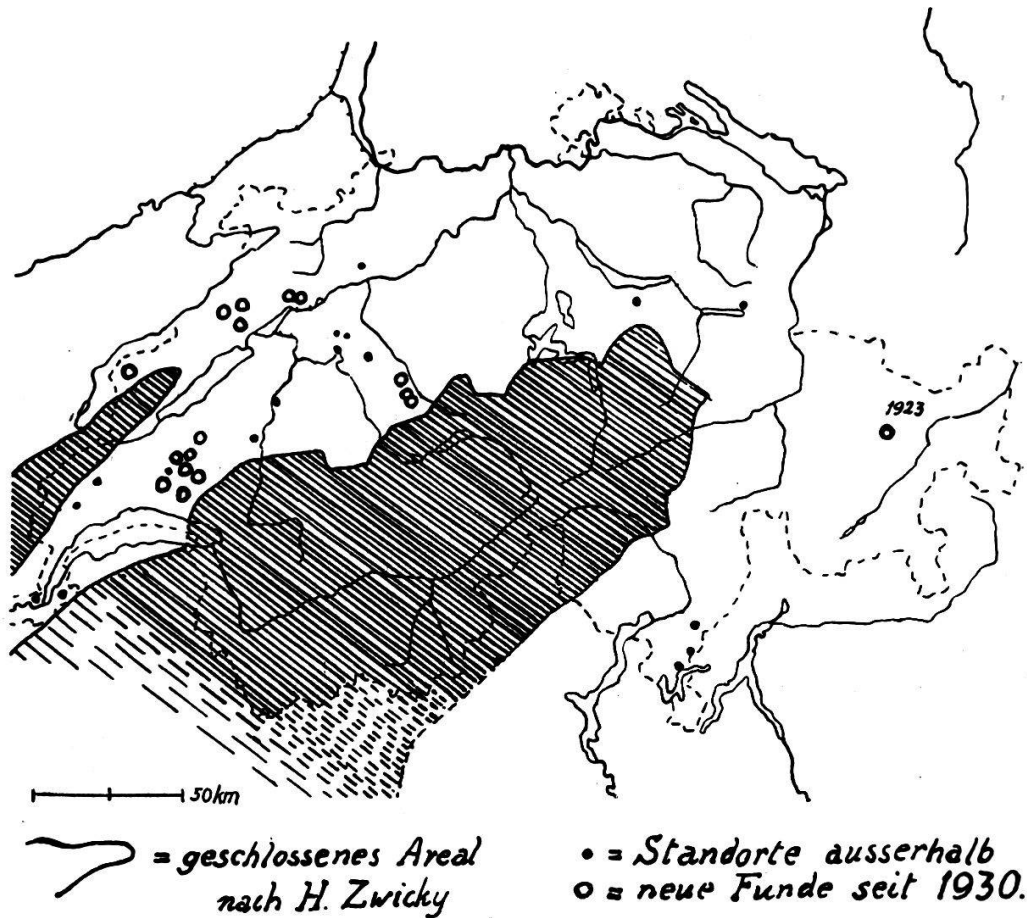 1923
50km
= geschlossenes Areal
nach H. Zwicky
• = Standorte ausserhalb
o = neue Funde seit 1930.